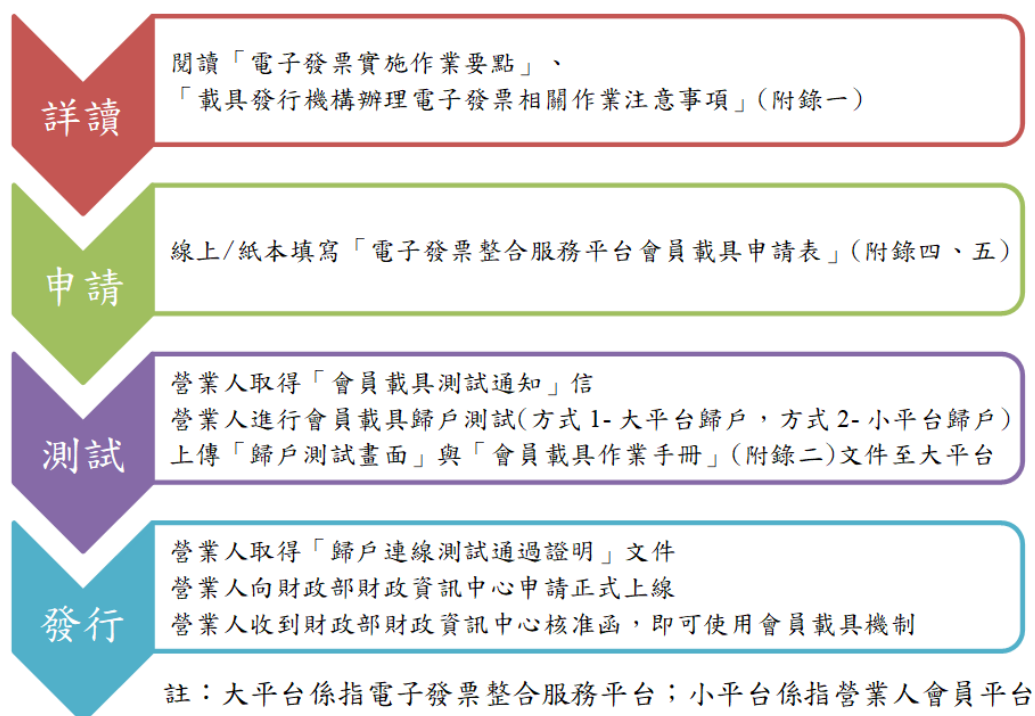 詳讀
閱讀「電子發票實施作業要點」、
「載具發行機構辦理電子發票相關作業注意事項」(附錄一)
申請
線上/紙本填寫「電子發票整合服務平台會員載具申請表」(附錄四、五)
測試
營業人取得「會員載具測試通知」信
營業人進行會員載具歸戶測試(方式1-大平台歸戶，方式2-小平台歸戶)
上傳「歸戶測試畫面」與「會員載具作業手冊」(附錄二)文件至大平台
發行
營業人取得「歸戶連線測試通過證明」文件
營業人向財政部財政資訊中心申請正式上線
營業人收到財政部財政資訊中心核准函，即可使用會員載具機制
註：大平台係指電子發票整合服務平台；小平台係指營業人會員平台